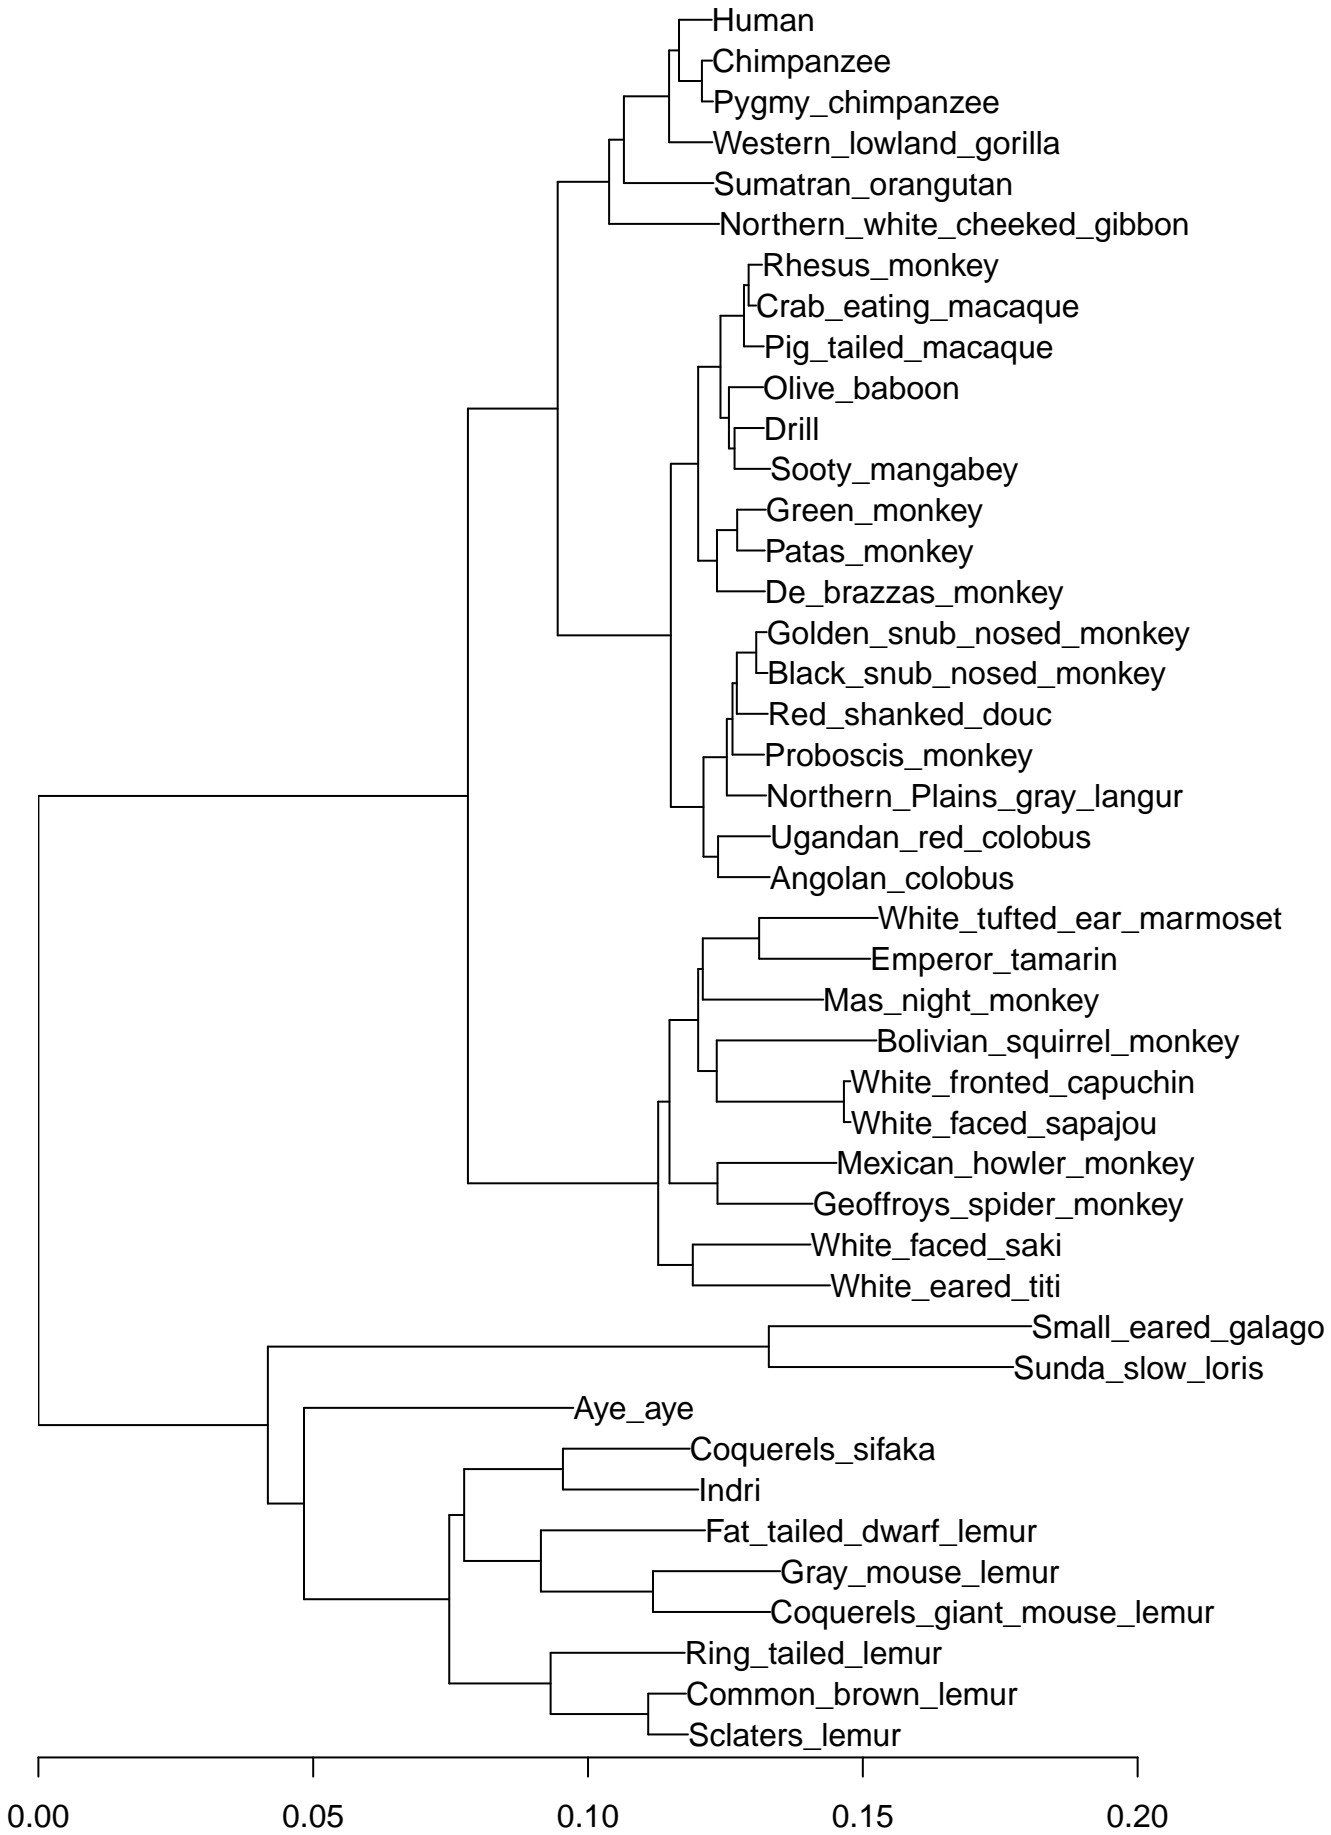 Human
Chimpanzee
Pygmy_chimpanzee
Western_lowland_gorilla
Sumatran_orangutan
Northern_white_cheeked_gibbon
Rhesus_monkey
Crab_eating_macaque
Pig_tailed_macaque
Olive_baboon
Drill
Sooty_mangabey
Green_monkey
Patas_monkey
De_brazzas_monkey
Golden_snub_nosed_monkey
Black_snub_nosed_monkey
Red_shanked_douc
Proboscis_monkey
Northern_Plains_gray_langur
Ugandan_red_colobus
Angolan_colobus
White_tufted_ear_marmoset
Emperor_tamarin
Mas_night_monkey
Bolivian_squirrel_monkey
White_fronted_capuchin
White_faced_sapajou
Mexican_howler_monkey
Geoffroys_spider_monkey
White_faced_saki
White_eared_titi
Small_eared_galago
Sunda_slow_loris
Aye_aye
Coquerels_sifaka
Indri
Fat_tailed_dwarf_lemur
Gray_mouse_lemur
Coquerels_giant_mouse_lemur
Ring_tailed_lemur
Common_brown_lemur
Sclaters_lemur
0.00 0.05 0.10 0.15 0.20